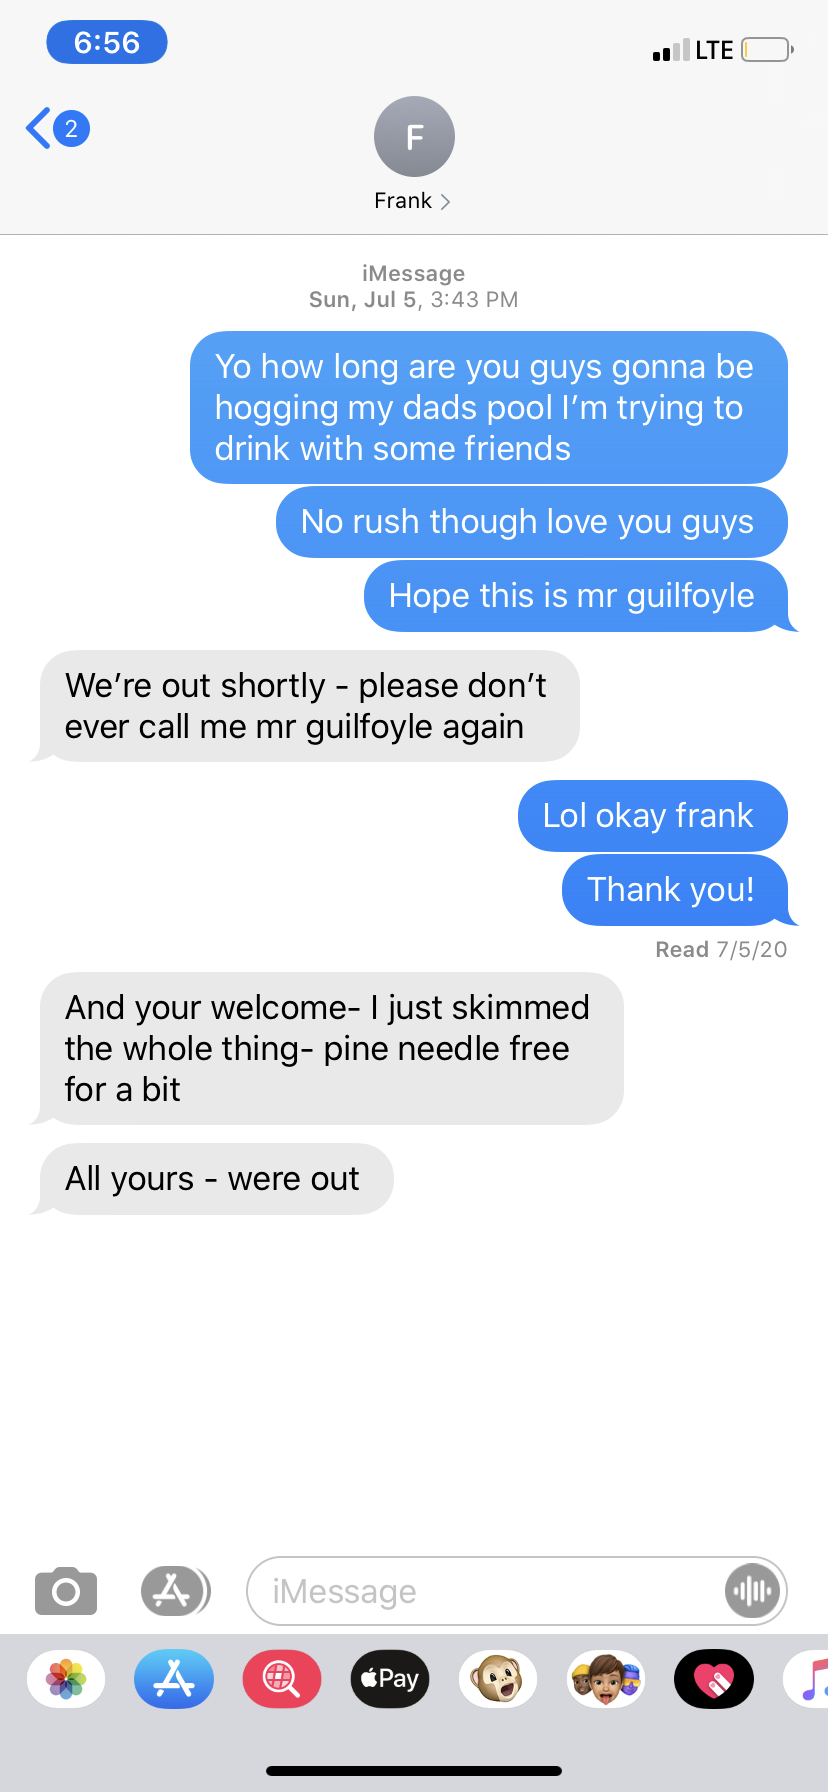 6:56
LTE
2
F
Frank
iMessage
Sun, Jul 5, 3:43 PM
Yo how long are you guys gonna be
hogging my dads pool I’m trying to
drink with some friends
No rush though love you guys
Hope this is mr guilfoyle
We’re out shortly - please don’t
ever call me mr guilfoyle again
Lol okay frank
Thank you!
Read 7/5/20
And your welcome- I just skimmed
the whole thing- pine needle free
for a bit
All yours - were out
iMessage
Pay